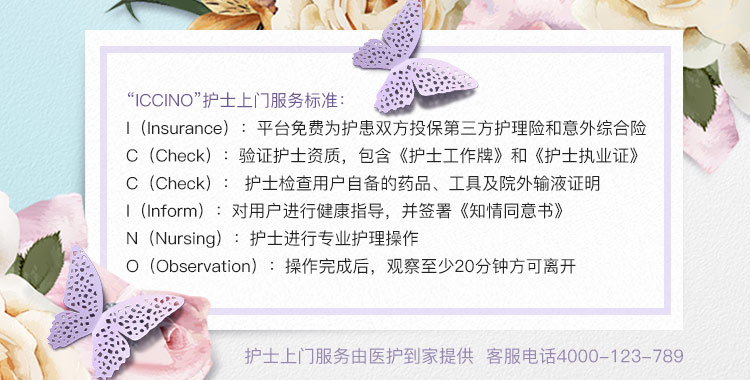 “ICCINO”护士上门服务标准：
I（Insurance）：平台免费为护患双方投保第三方护理险和意外综合险
C（Check）：验证护士资质，包含《护士工作牌》和《护士执业证》
C（Check）： 护士检查用户自备的药品、工具及院外输液证明
I（Inform）：对用户进行健康指导，并签署《知情同意书》
N（Nursing）：护士进行专业护理操作
O（Observation）：操作完成后，观察至少20分钟方可离开
护士上门服务由医护到家提供 客服电话4000-123-789